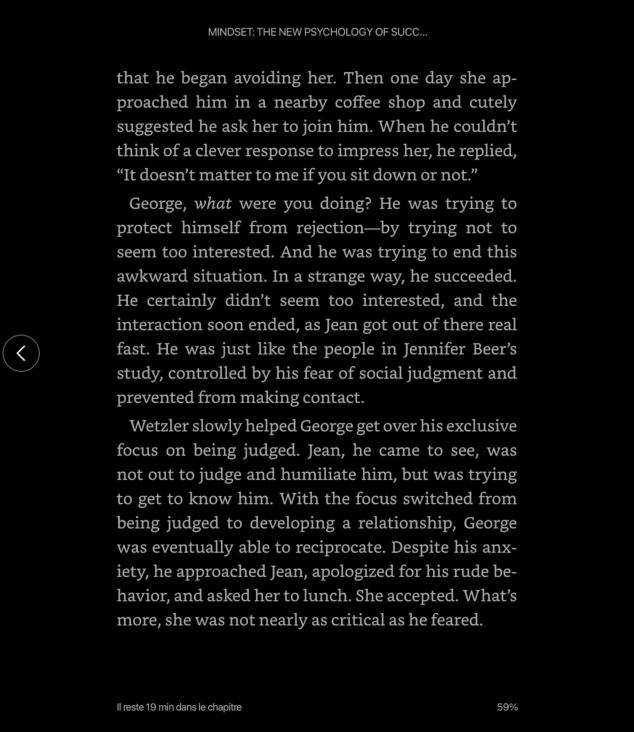 MINDSET: THE NEW PSYCHOLOGY OF SUCC...
that he began avoiding her. Then one day she ap-
proached him in a nearby coffee shop and cutely
suggested he ask her to join him. When he couldn’t
think of a clever response to impress her, he replied,
“It doesn’t matter to me if you sit down or not.”
George, what were you doing? He was trying to
protect himself from rejection—by trying not to
seem too interested. And he was trying to end this
awkward situation. In a strange way, he succeeded.
He certainly didn’t seem too interested, and the
interaction soon ended, as Jean got out of there real
fast. He was just like the people in Jennifer Beer’s
study, controlled by his fear of social judgment and
prevented from making contact.
Wetzler slowly helped George get over his exclusive
focus on being judged. Jean, he came to see, was
not out to judge and humiliate him, but was trying
to get to know him. With the focus switched from
being judged to developing a relationship, George
was eventually able to reciprocate. Despite his anx-
iety, he approached Jean, apologized for his rude be-
havior, and asked her to lunch. She accepted. What’s
more, she was not nearly as critical as he feared.
Il reste 19 min dans le chapitre 59%